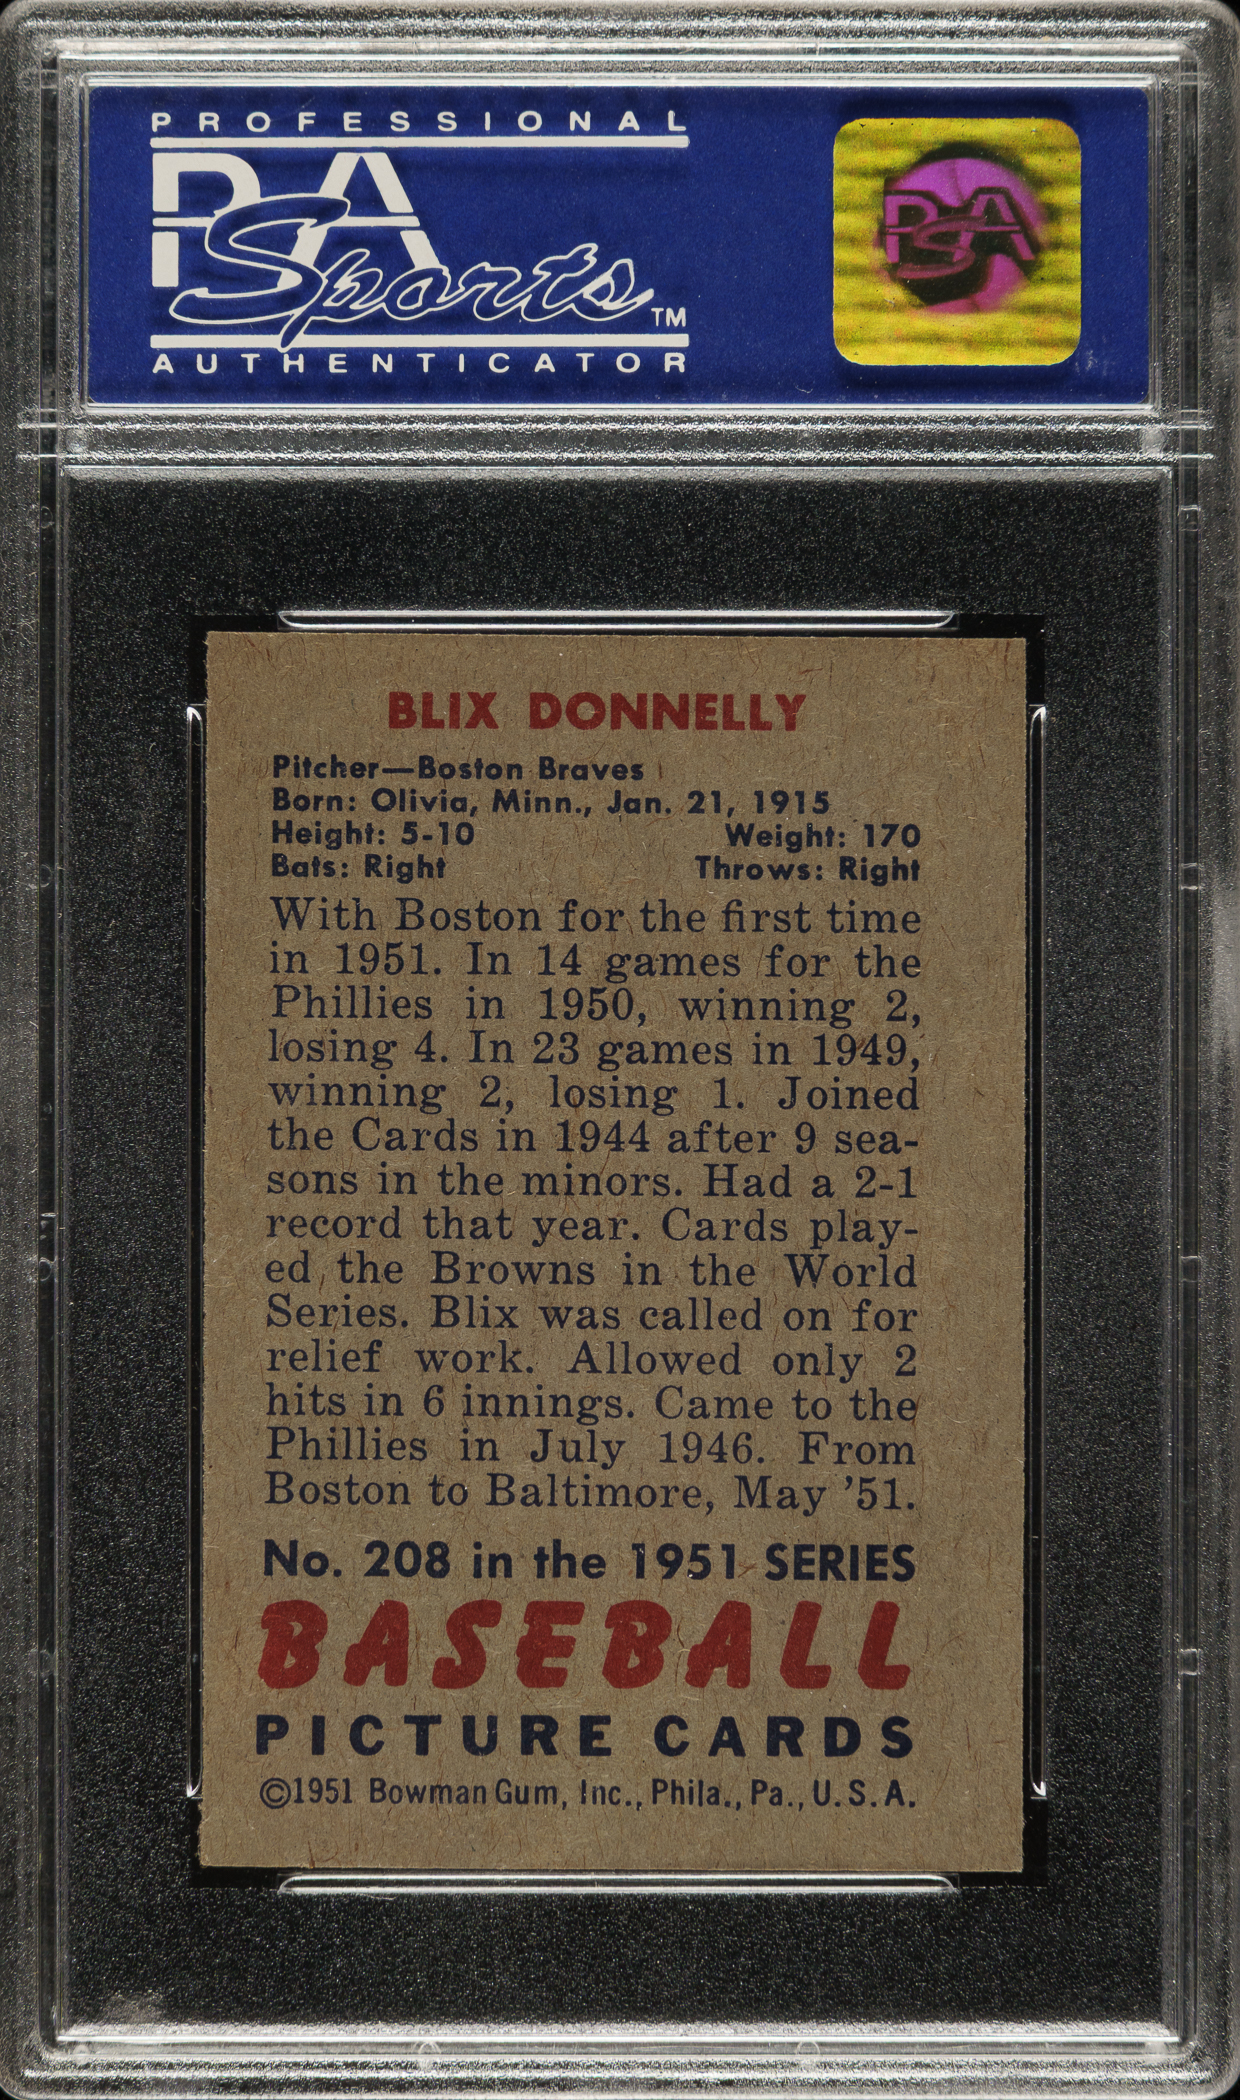 PROFESSIONAL
PSA
Sports™
AUTHENTICATOR
PSA
BLIX DONNELLY
Pitcher—Boston Braves
Born: Olivia, Minn., Jan. 21, 1915
Height: 5-10 Weight: 170
Bats: Right Throws: Right
With Boston for the first time
in 1951. In 14 games for the
Phillies in 1950, winning 2,
losing 4. In 23 games in 1949,
winning 2, losing 1. Joined
the Cards in 1944 after 9 sea-
sons in the minors. Had a 2-1
record that year. Cards play-
ed the Browns in the World
Series. Blix was called on for
relief work. Allowed only 2
hits in 6 innings. Came to the
Phillies in July 1946. From
Boston to Baltimore, May ’51.
No. 208 in the 1951 SERIES
BASEBALL
PICTURE CARDS
©1951 Bowman Gum, Inc., Phila., Pa., U.S.A.